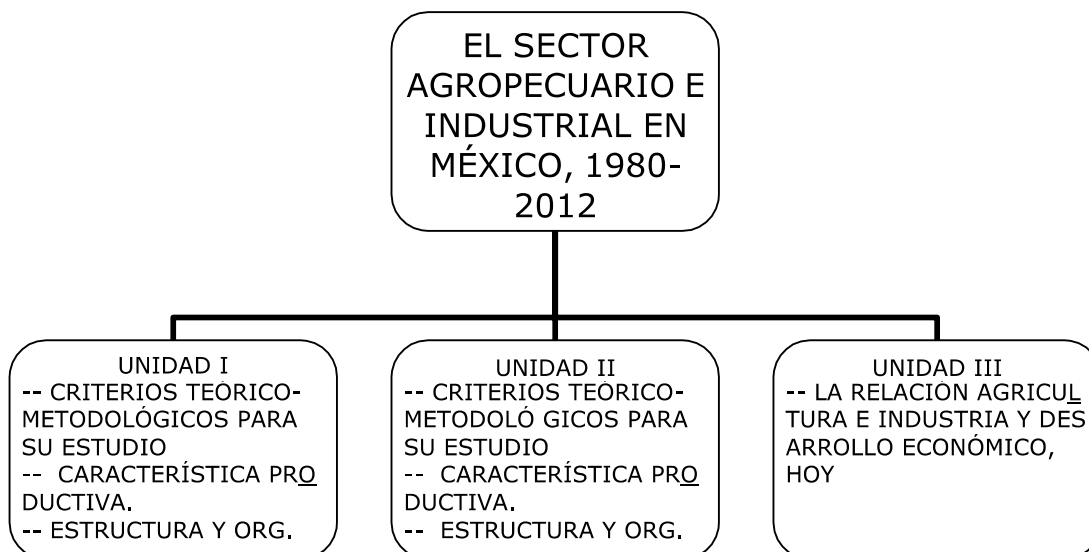 EL SECTOR
AGROPECUARIO E
INDUSTRIAL EN
MÉXICO, 1980-
2012
UNIDAD I
-- CRITERIOS TEÓRICO-
METODOLÓGICOS PARA
SU ESTUDIO
-- CARACTERÍSTICA PRO
DUCTIVA.
-- ESTRUCTURA Y ORG.
UNIDAD II
-- CRITERIOS TEÓRICO-
METODOLÓ GICOS PARA
SU ESTUDIO
-- CARACTERÍSTICA PRO
DUCTIVA.
-- ESTRUCTURA Y ORG.
UNIDAD III
-- LA RELACIÓN AGRICUL
TURA E INDUSTRIA Y DES
ARROLLO ECONÓMICO,
HOY